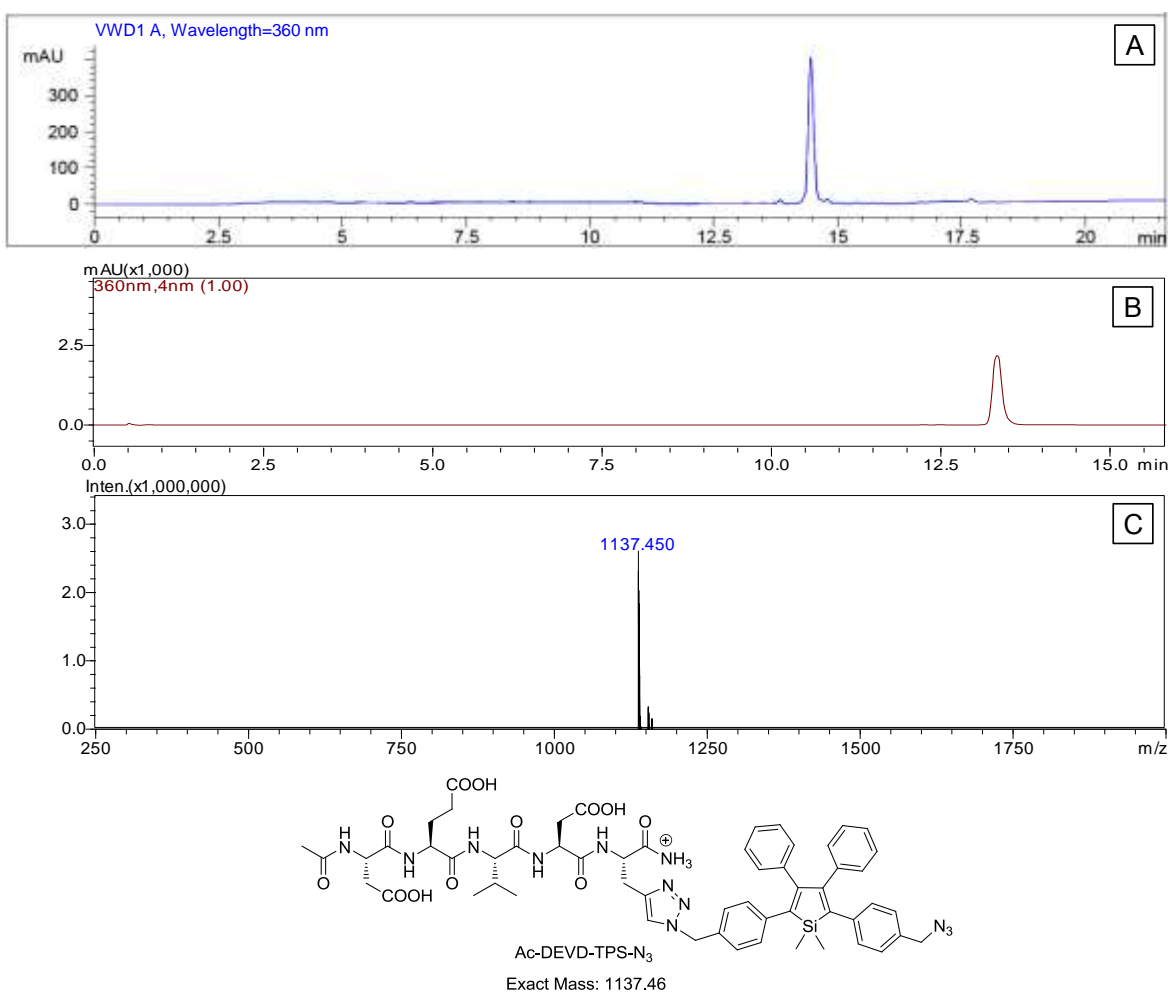 VWD1 A, Wavelength=360 nm
A
mAU
300
200
100
0
0 2.5 5 7.5 10 12.5 15 17.5 20 min
mAU(x1,000)
360nm,4nm (1.00)
B
2.5
0.0
0.0 2.5 5.0 7.5 10.0 12.5 15.0 min
Inten.(x1,000,000)
C
3.0
1137.450
2.0
1.0
0.0
250 500 750 1000 1250 1500 1750 m/z
COOH
O COOH O
H O H O H ⊕
N N N NH3
N N
O H O H O
COOH N N
N
Si N3
Ac-DEVD-TPS-N3
Exact Mass: 1137.46